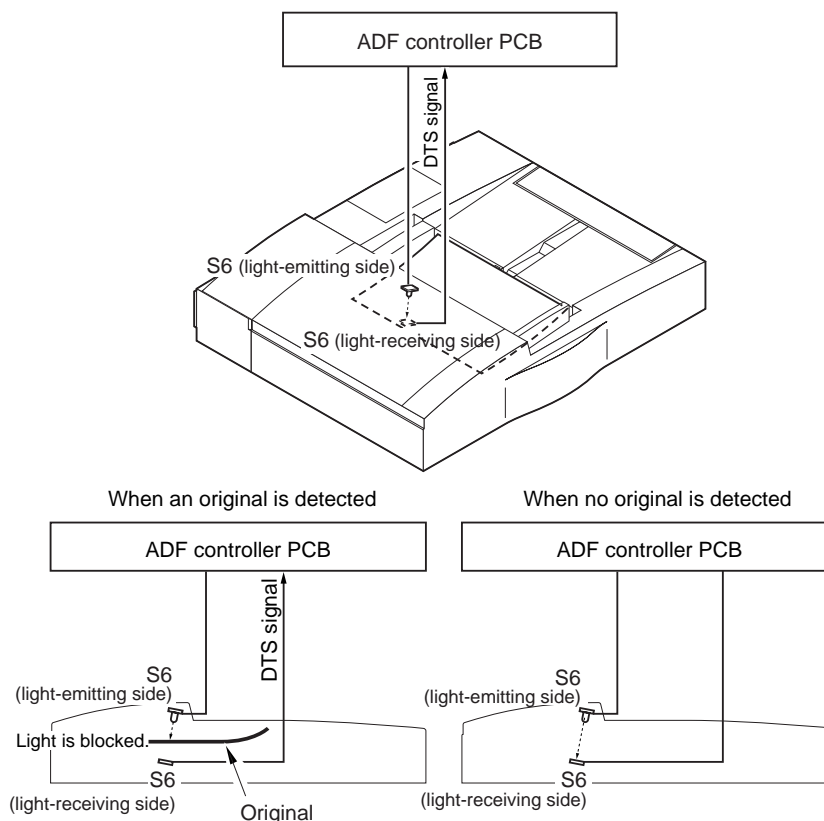 ADF controller PCB
DTS signal
S6 (light-emitting side)
S6 (light-receiving side)
When an original is detected
ADF controller PCB
DTS signal
S6
(light-emitting side)
Light is blocked.
S6
(light-receiving side)
Original
When no original is detected
ADF controller PCB
S6
(light-emitting side)
S6
(light-receiving side)